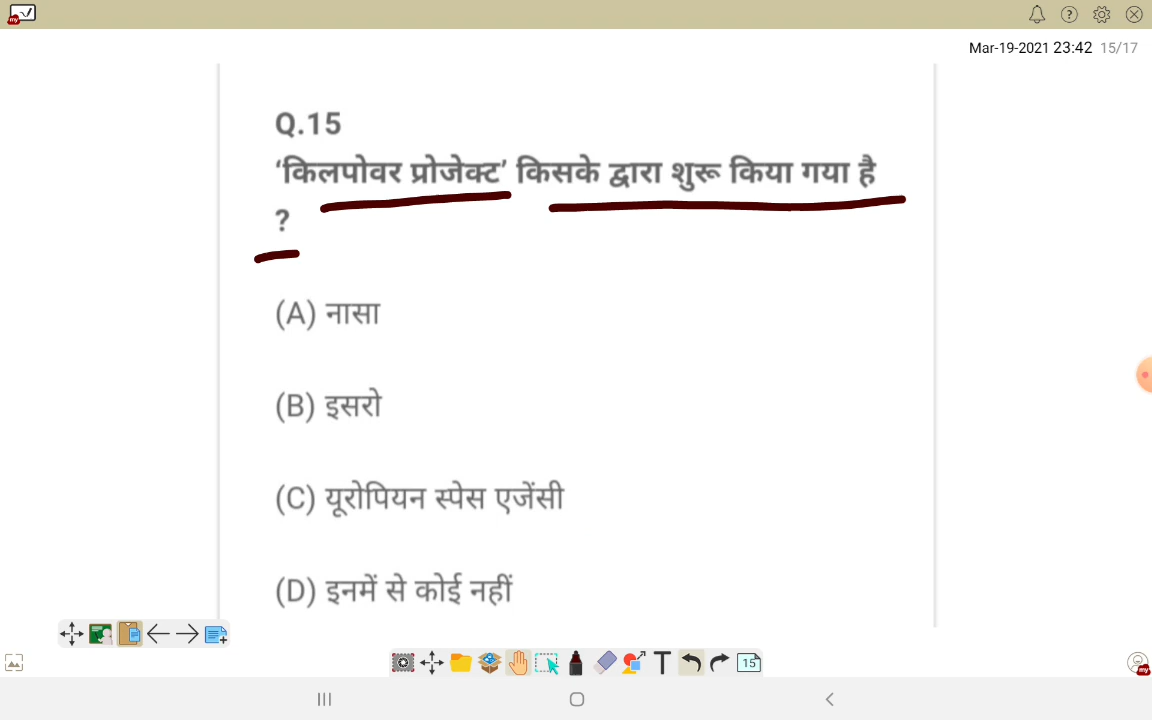 Mar-19-2021 23:42 15/17
Q.15
‘किलपोवर प्रोजेक्ट’ किसके द्वारा शुरू किया गया है
?
(A) नासा
(B) इसरो
(C) यूरोपियन स्पेस एजेंसी
(D) इनमें से कोई नहीं
T
15